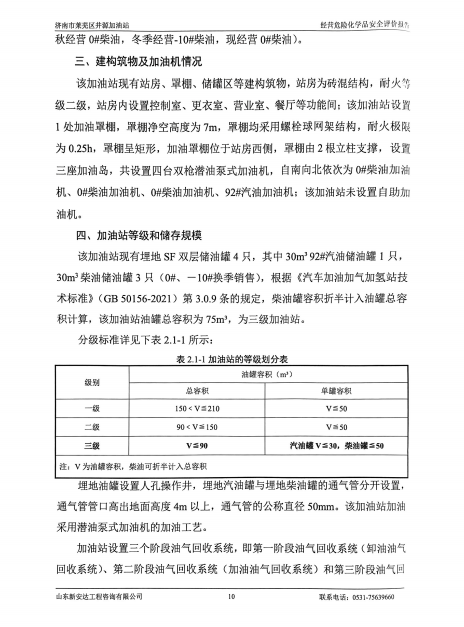 济南市莱芜区井源加油站 经营危险化学品安全评价报告
秋经营 0#柴油，冬季经营-10#柴油，现经营 0#柴油）。
三、建构筑物及加油机情况
该加油站现有站房、罩棚、储罐区等建构筑物，站房为砖混结构，耐火等
级二级，站房内设置控制室、更衣室、营业室、餐厅等功能间；该加油站设置
1 处加油罩棚，罩棚净空高度为 7m，罩棚均采用螺栓球网架结构，耐火极限
为 0.25h，罩棚呈矩形，加油罩棚位于站房西侧，罩棚由 2 根立柱支撑， 设置
三座加油岛，共设置四台双枪潜油泵式加油机，自南向北依次为 0#柴油加油
机、0#柴油加油机、0#柴油加油机、92#汽油加油机；该加油站未设置自助加
油机。
四、加油站等级和储存规模
该加油站现有埋地 SF 双层储油罐 4 只，其中 30m³ 92#汽油储油罐 1 只，
30m³ 柴油储油罐 3 只（0#、－10#换季销售），根据《汽车加油加气加氢站技
术标准》（GB 50156-2021）第 3.0.9 条的规定，柴油罐容积折半计入油罐总容
积计算，该加油站油罐总容积为 75m³，为三级加油站。
分级标准详见下表 2.1-1 所示：
表 2.1-1 加油站的等级划分表
级别 油罐容积（m³）
总容积 单罐容积
一级 150＜V≦210 V≦50
二级 90＜V≦150 V≦50
三级 V≦90 汽油罐 V≦30，柴油罐≦50
注：V 为油罐容积，柴油可折半计入总容积
埋地油罐设置人孔操作井，埋地汽油罐与埋地柴油罐的通气管分开设置，
通气管管口高出地面高度 4m 以上，通气管的公称直径 50mm。该加油站加油
采用潜油泵式加油机的加油工艺。
加油站设置三个阶段油气回收系统，即第一阶段油气回收系统（卸油油气
回收系统）、第二阶段油气回收系统（加油油气回收系统）和第三阶段油气回
山东新安达工程咨询有限公司 10 联系电话：0531-75639660